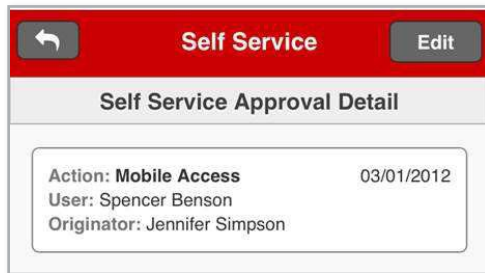 Self Service Edit
Self Service Approval Detail
Action: Mobile Access 03/01/2012
User: Spencer Benson
Originator: Jennifer Simpson